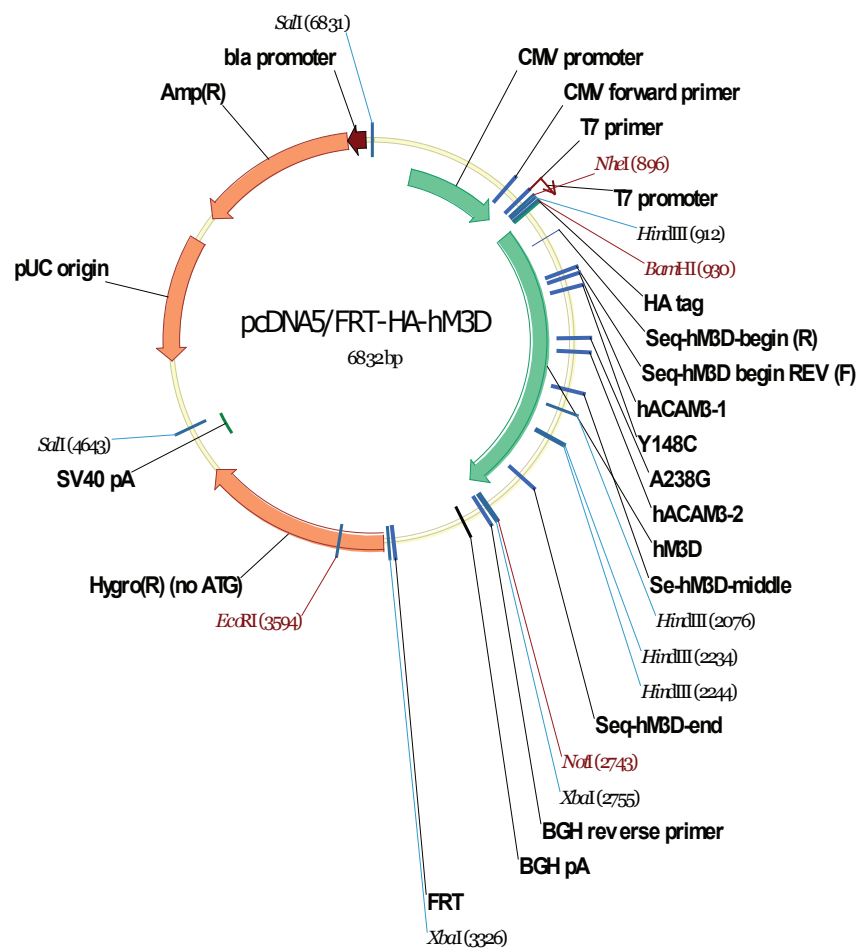 SalI (6831)
bla promoter
Amp(R)
CMV promoter
CMV forward primer
T7 primer
NheI (896)
T7 promoter
HindIII (912)
BamHI (930)
HA tag
Seq-hM3D-begin (R)
Seq-hM3D begin REV (F)
hACAM3-1
Y148C
A238G
hACAM3-2
hM3D
Se-hM3D-middle
HindIII (2076)
HindIII (2234)
HindIII (2244)
Seq-hM3D-end
NotI (2743)
XbaI (2755)
BGH reverse primer
BGH pA
FRT
XbaI (3326)
EcoRI (3594)
Hygro(R) (no ATG)
SV40 pA
SalI (4643)
pUC origin
pcDNA5/FRT-HA-hM3D
6832 bp